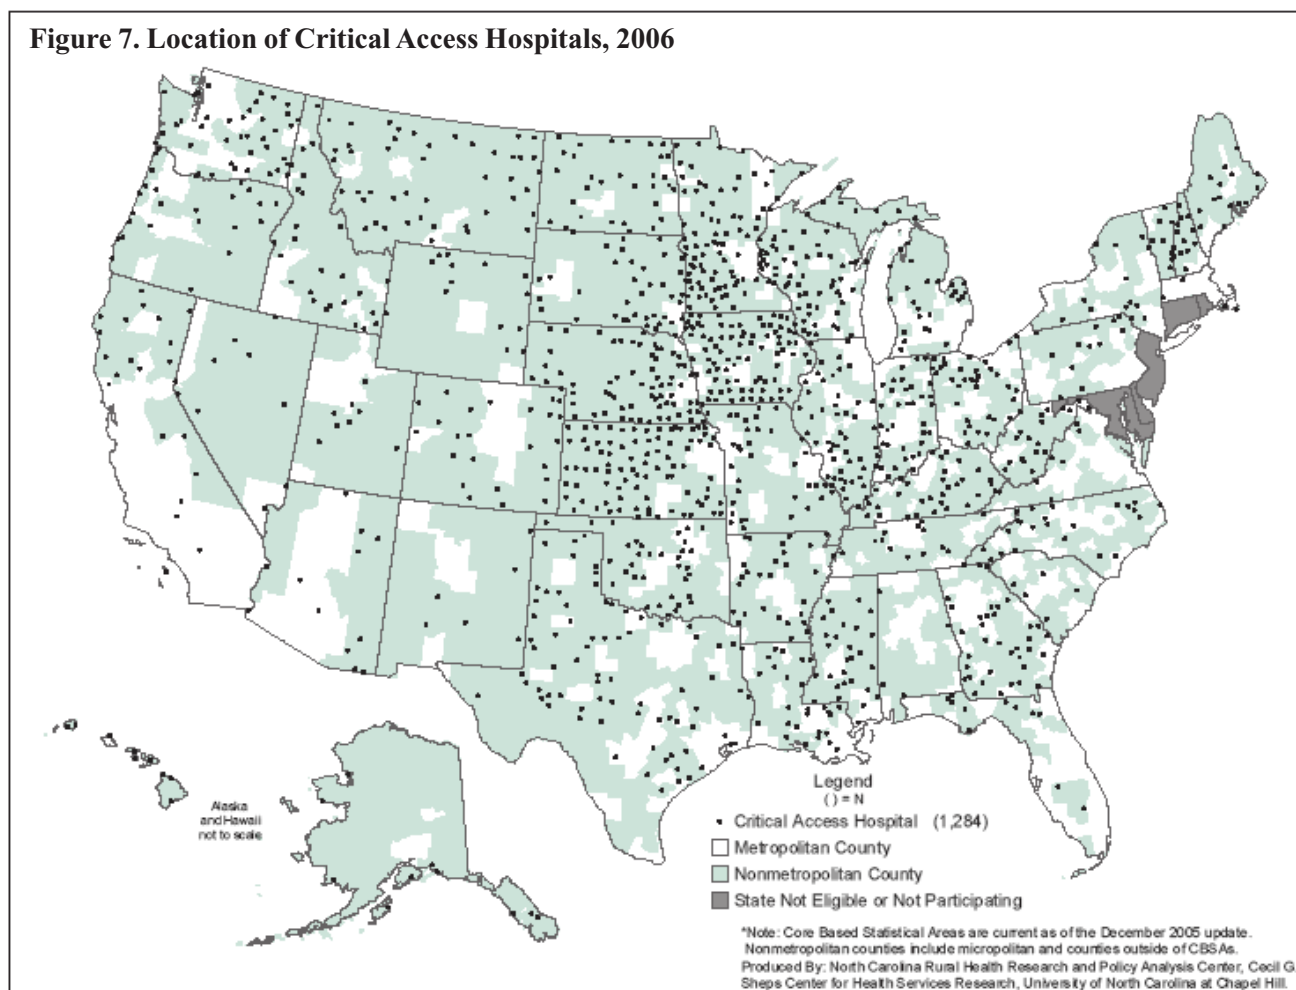 Figure 7. Location of Critical Access Hospitals, 2006
Alaska
and Hawaii
not to scale
Legend
( ) = N
Critical Access Hospital (1,284)
Metropolitan County
Nonmetropolitan County
State Not Eligible or Not Participating
*Note: Core Based Statistical Areas are current as of the December 2005 update.
Nonmetropolitan counties include micropolitan and counties outside of CBSAs.
Produced By: North Carolina Rural Health Research and Policy Analysis Center, Cecil G.
Sheps Center for Health Services Research, University of North Carolina at Chapel Hill.